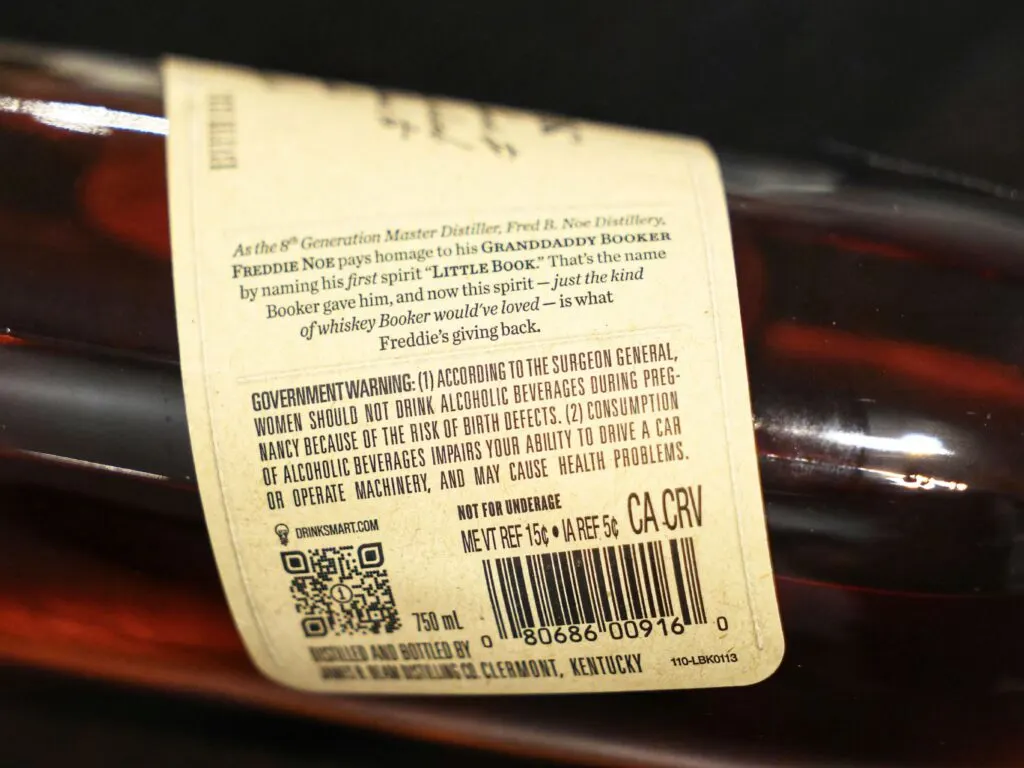 As the 8th Generation Master Distiller, Fred B. Noe Distillery,
FREDDIE NOE pays homage to his GRANDDADDY BOOKER
by naming his first spirit “LITTLE BOOK.” That’s the name
Booker gave him, and now this spirit — just the kind
of whiskey Booker would’ve loved — is what
Freddie’s giving back.
GOVERNMENT WARNING: (1) ACCORDING TO THE SURGEON GENERAL,
WOMEN SHOULD NOT DRINK ALCOHOLIC BEVERAGES DURING PREG-
NANCY BECAUSE OF THE RISK OF BIRTH DEFECTS. (2) CONSUMPTION
OF ALCOHOLIC BEVERAGES IMPAIRS YOUR ABILITY TO DRIVE A CAR
OR OPERATE MACHINERY, AND MAY CAUSE HEALTH PROBLEMS.
DRINKSMART.COM
NOT FOR UNDERAGE
ME VT REF 15¢ • IA REF 5¢ CA CRV
750 mL
0 80686 00916 0
DISTILLED AND BOTTLED BY
JAMES B. BEAM DISTILLING CO. CLERMONT, KENTUCKY
110-LBK0113